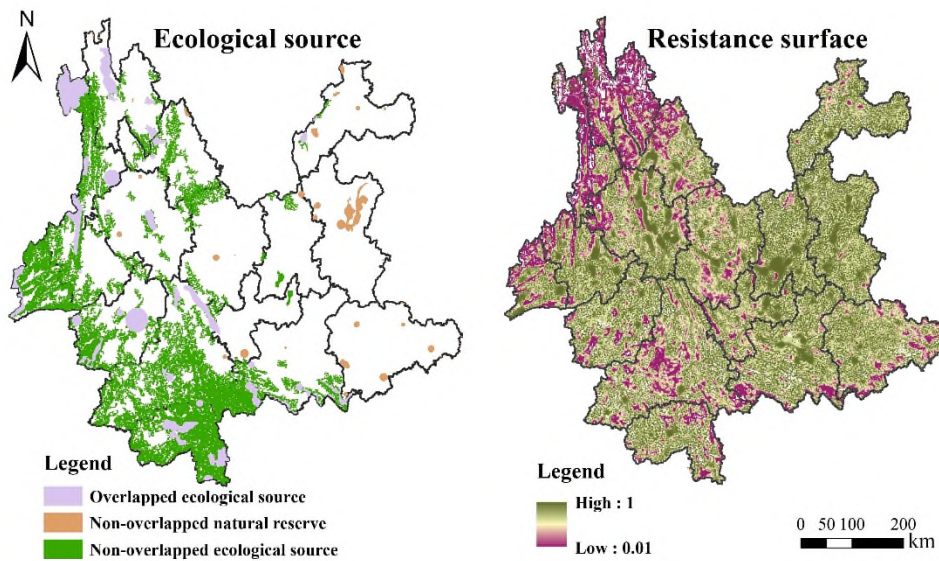 N
Ecological source
Resistance surface
Legend
Overlapped ecological source
Non-overlapped natural reserve
Non-overlapped ecological source
Legend
High : 1
Low : 0.01
0 50 100 200
km